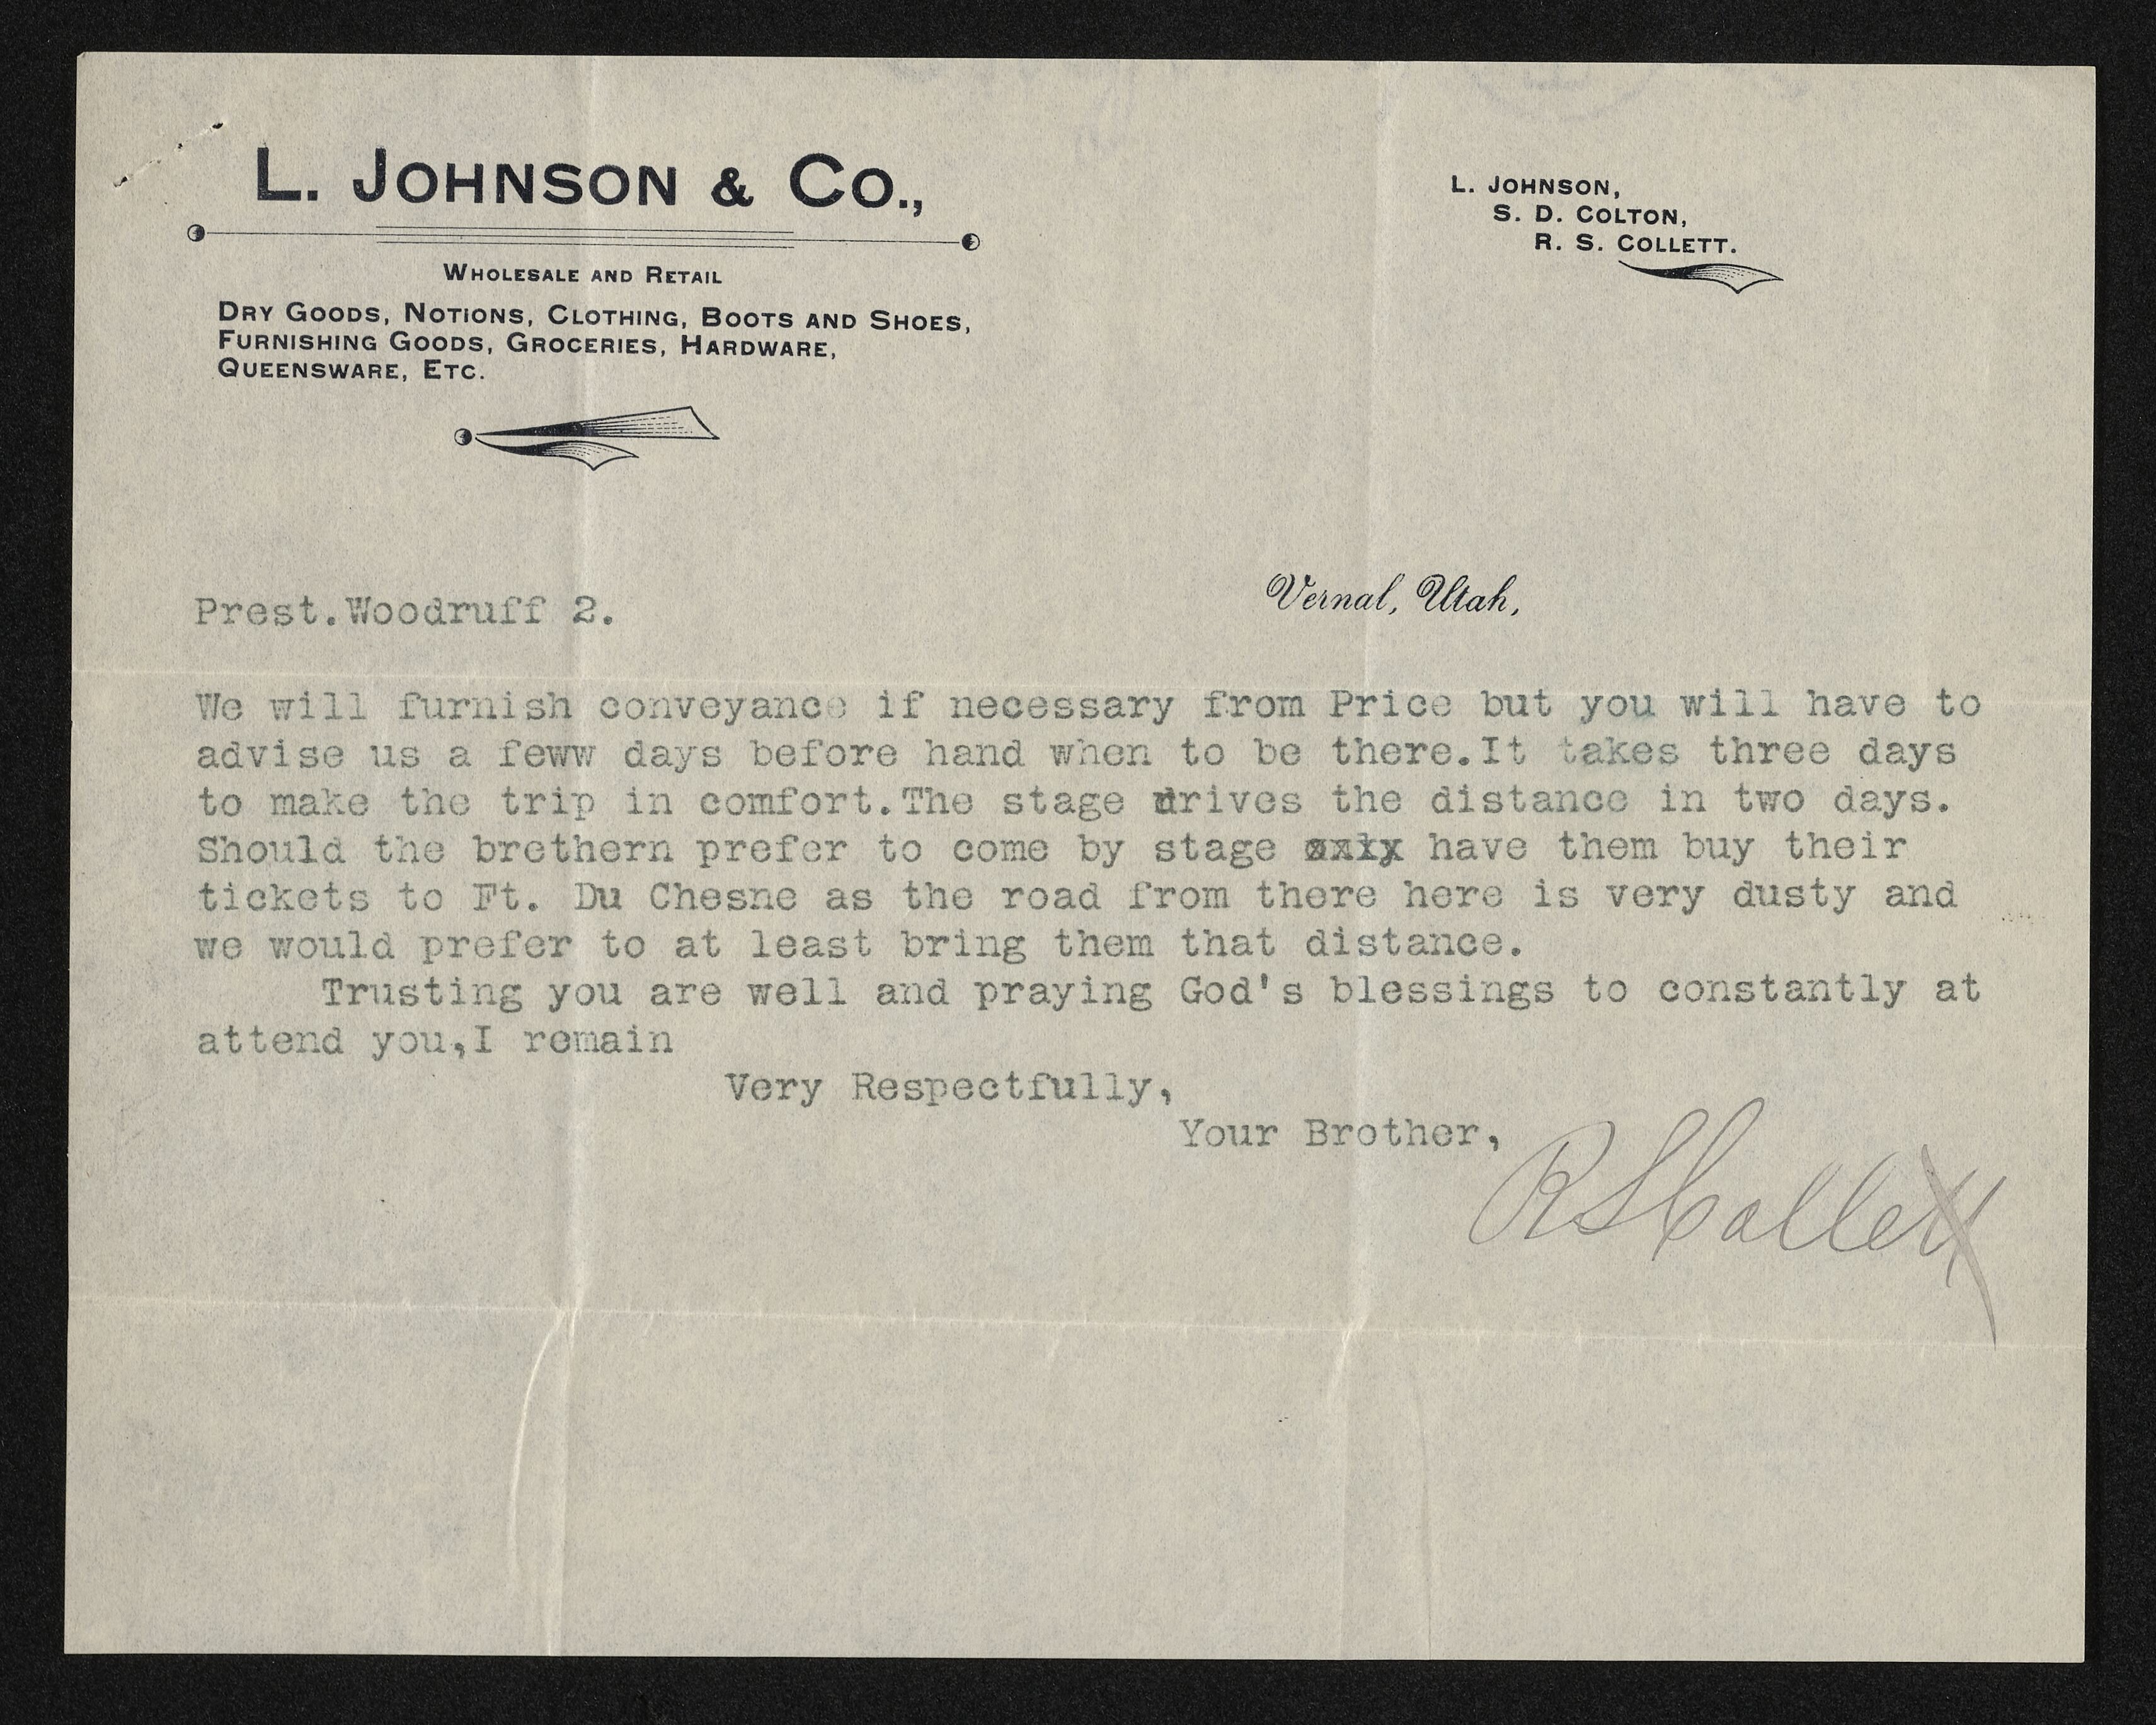 L. JOHNSON & CO.,
WHOLESALE AND RETAIL
DRY GOODS, NOTIONS, CLOTHING, BOOTS AND SHOES,
FURNISHING GOODS, GROCERIES, HARDWARE,
QUEENSWARE, ETC.
L. JOHNSON,
S. D. COLTON,
R. S. COLLETT.
Vernal, Utah,
Prest.Woodruff 2.
We will furnish conveyance if necessary from Price but you will have to
advise us a feww days before hand when to be there.It takes three days
to make the trip in comfort.The stage drives the distance in two days.
Should the brethern prefer to come by stage have them buy their
tickets to Ft. Du Chesne as the road from there here is very dusty and
we would prefer to at least bring them that distance.
Trusting you are well and praying God's blessings to constantly at
attend you,I remain
Very Respectfully,
Your Brother,
R S Collett